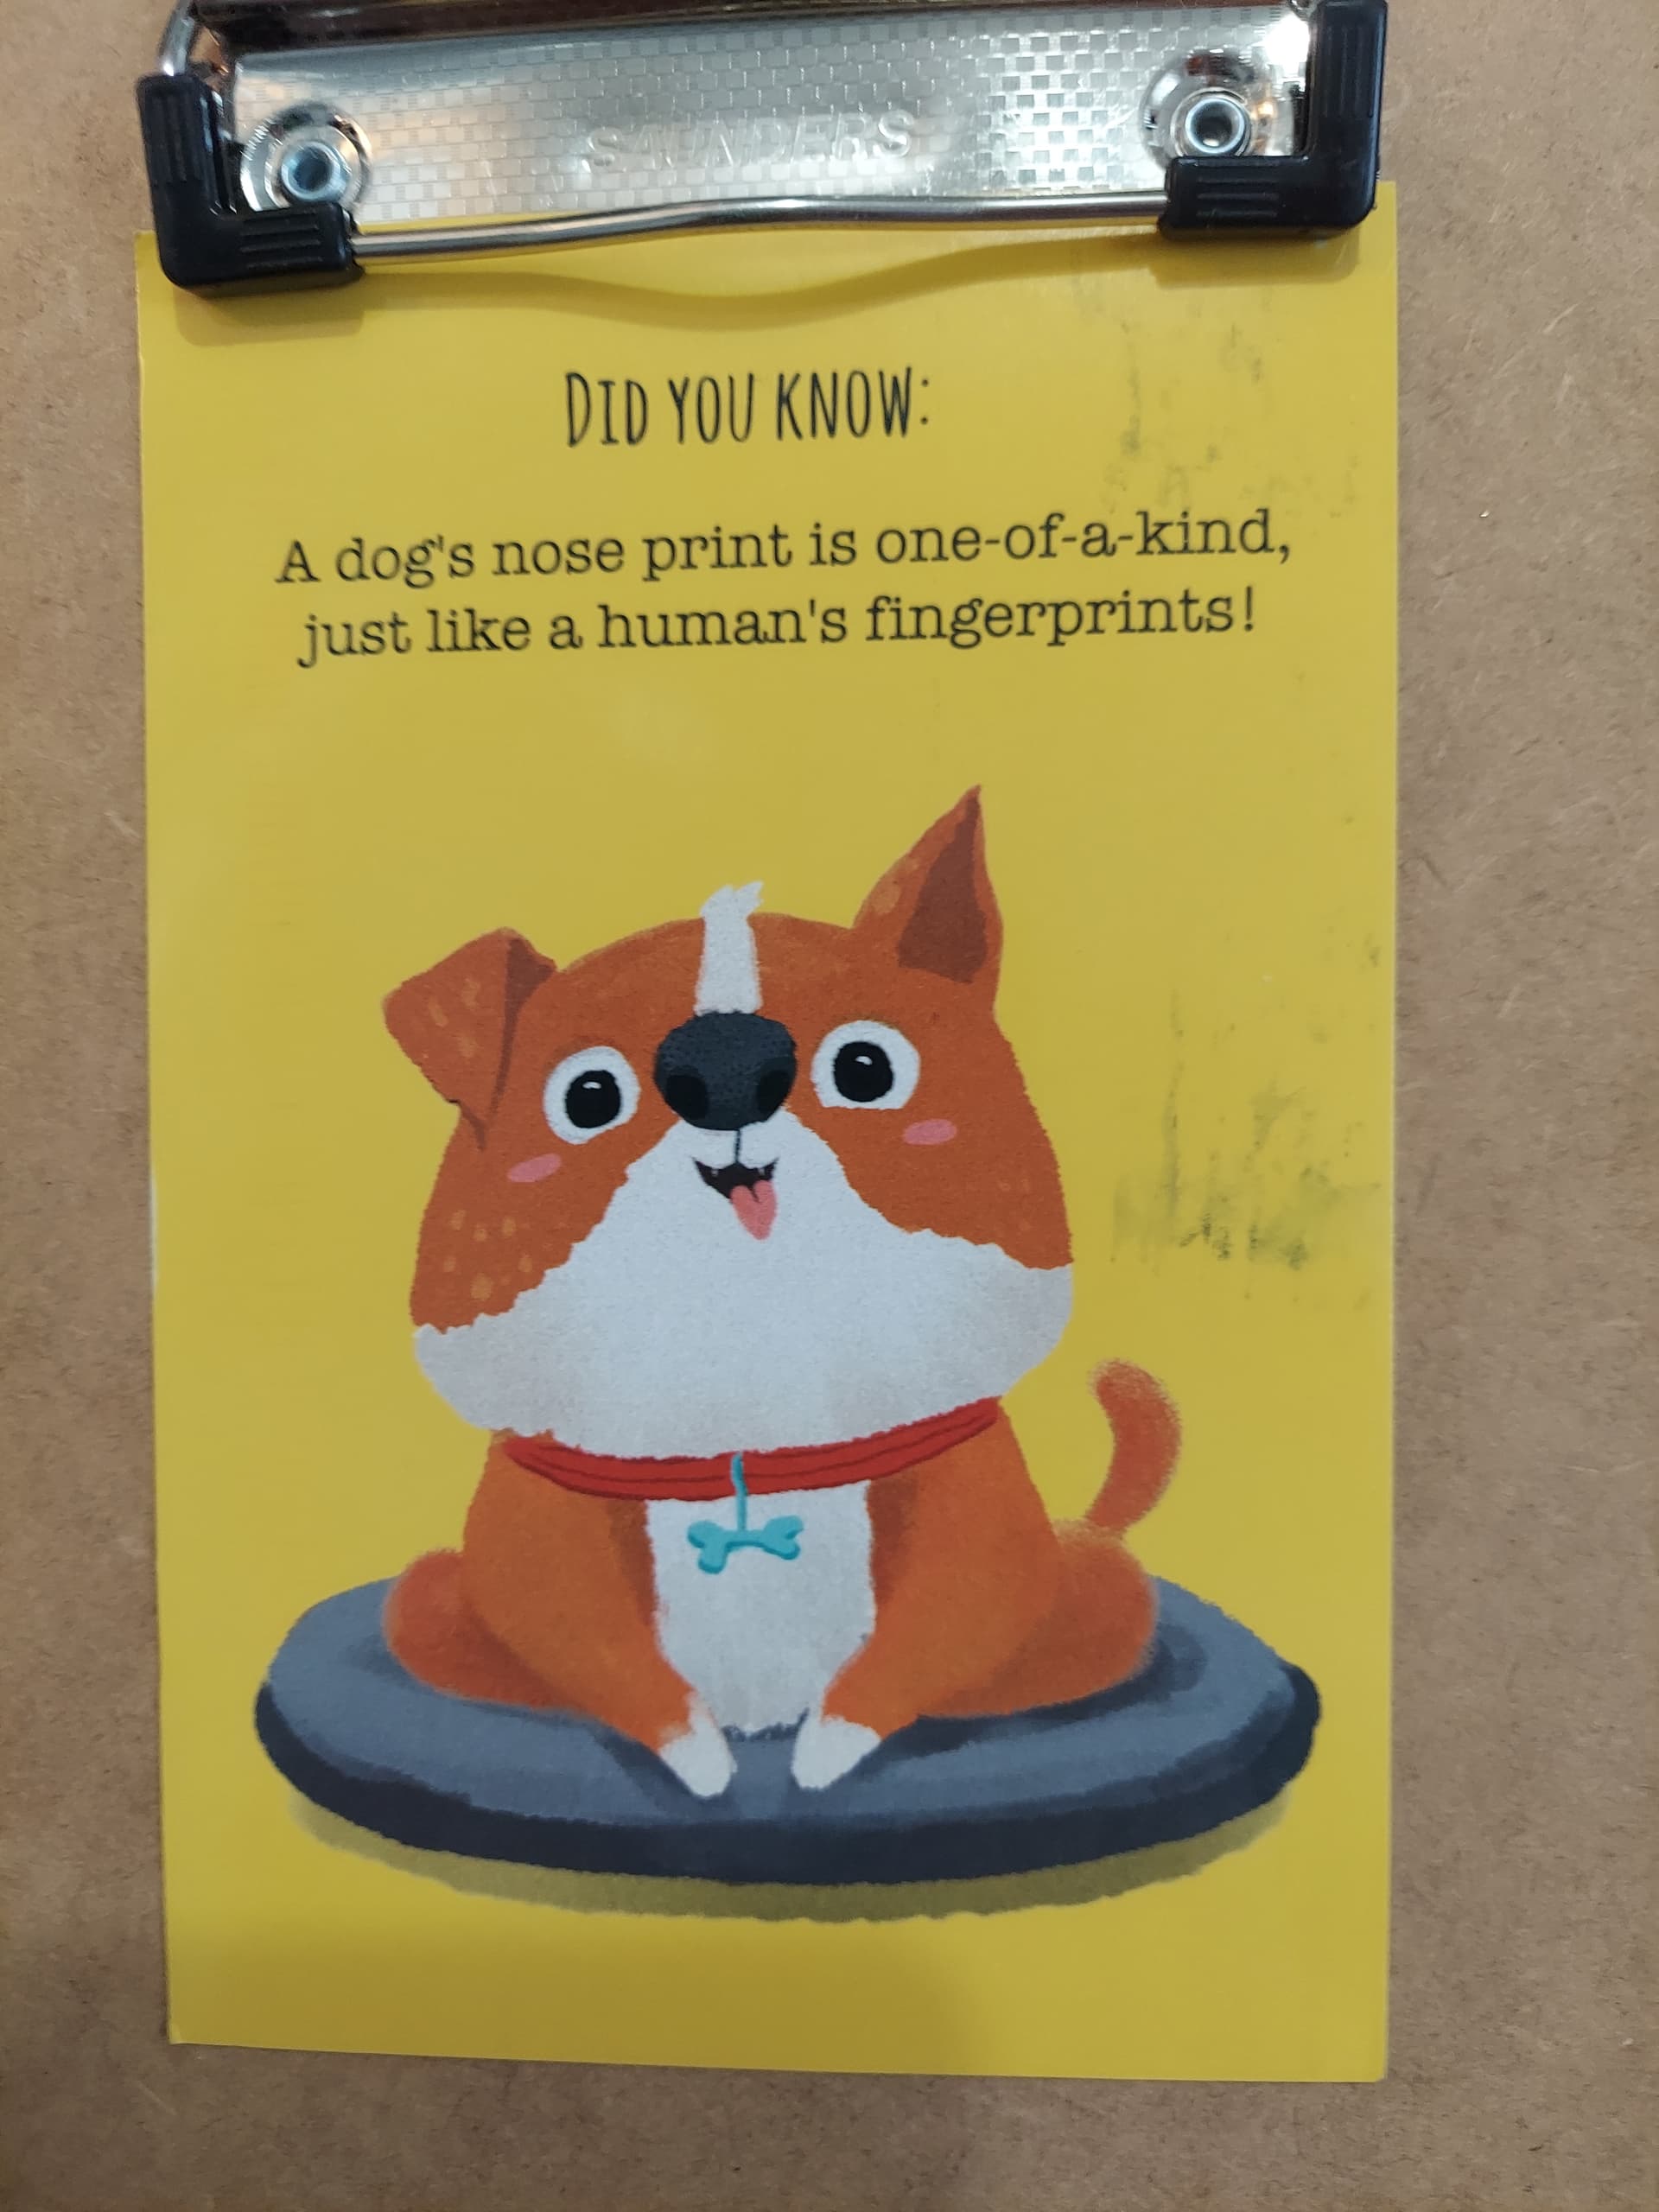 SAUNDERS
DID YOU KNOW:
A dog's nose print is one-of-a-kind,
just like a human's fingerprints!